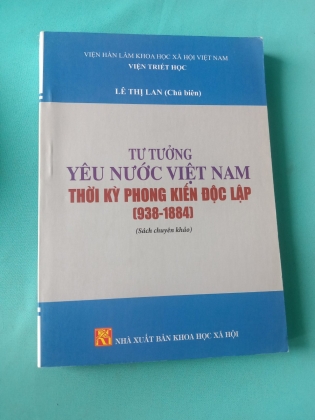 VIỆN HÀN LÂM KHOA HỌC XÃ HỘI VIỆT NAM
VIỆN TRIẾT HỌC
LÊ THỊ LAN (Chủ biên)
TƯ TƯỞNG
YÊU NƯỚC VIỆT NAM
THỜI KỲ PHONG KIẾN ĐỘC LẬP
(938-1884)
(Sách chuyên khảo)
NHÀ XUẤT BẢN KHOA HỌC XÃ HỘI